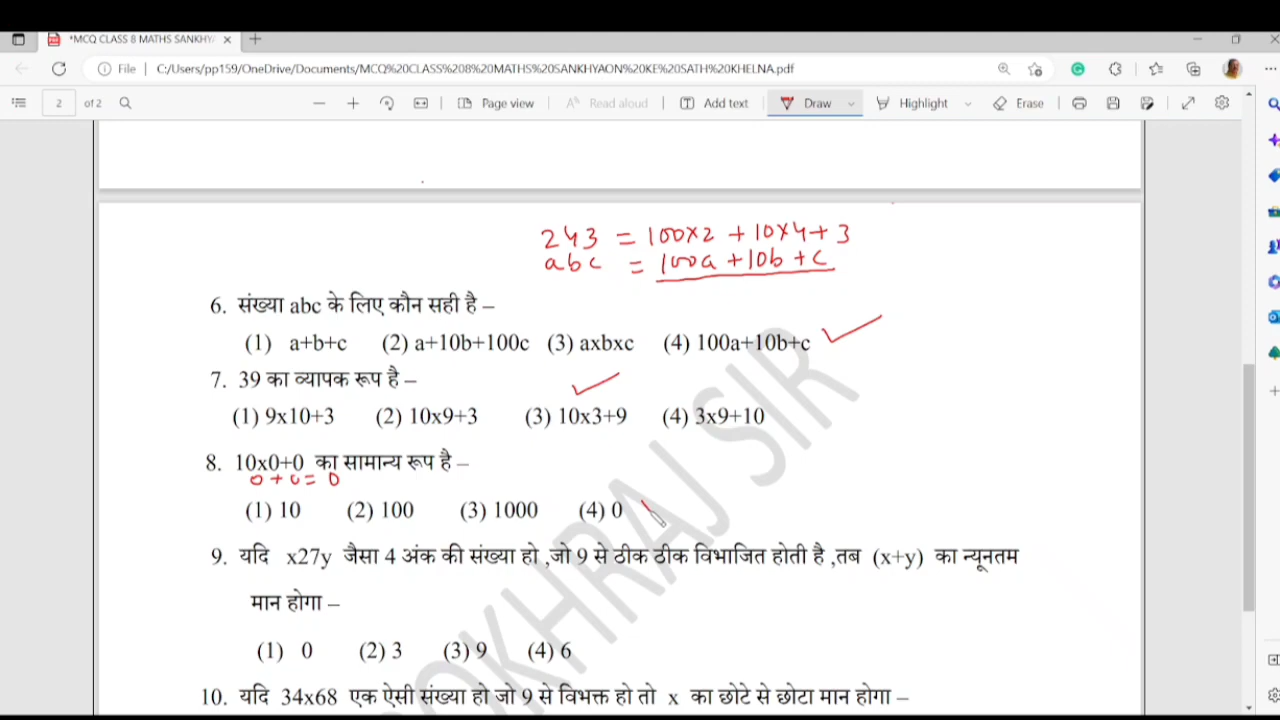 *MCQ CLASS 8 MATHS SANKHYA
File C:/Users/pp159/OneDrive/Documents/MCQ%20CLASS%208%20MATHS%20SANKHYAON%20KE%20SATH%20KHELNA.pdf
2 of 2 Page view Read aloud Add text Draw Highlight Erase
243 = 100x2 + 10x4+ 3
abc = 100a +10b +c
6. संख्या abc के लिए कौन सही है –
(1) a+b+c (2) a+10b+100c (3) axbxc (4) 100a+10b+c
7. 39 का व्यापक रूप है –
(1) 9x10+3 (2) 10x9+3 (3) 10x3+9 (4) 3x9+10
8. 10x0+0 का सामान्य रूप है –
0 + 0 = 0
(1) 10 (2) 100 (3) 1000 (4) 0
9. यदि x27y जैसा 4 अंक की संख्या हो ,जो 9 से ठीक ठीक विभाजित होती है ,तब (x+y) का न्यूनतम
मान होगा –
(1) 0 (2) 3 (3) 9 (4) 6
10. यदि 34x68 एक ऐसी संख्या हो जो 9 से विभक्त हो तो x का छोटे से छोटा मान होगा –
OKHRAJ SIR